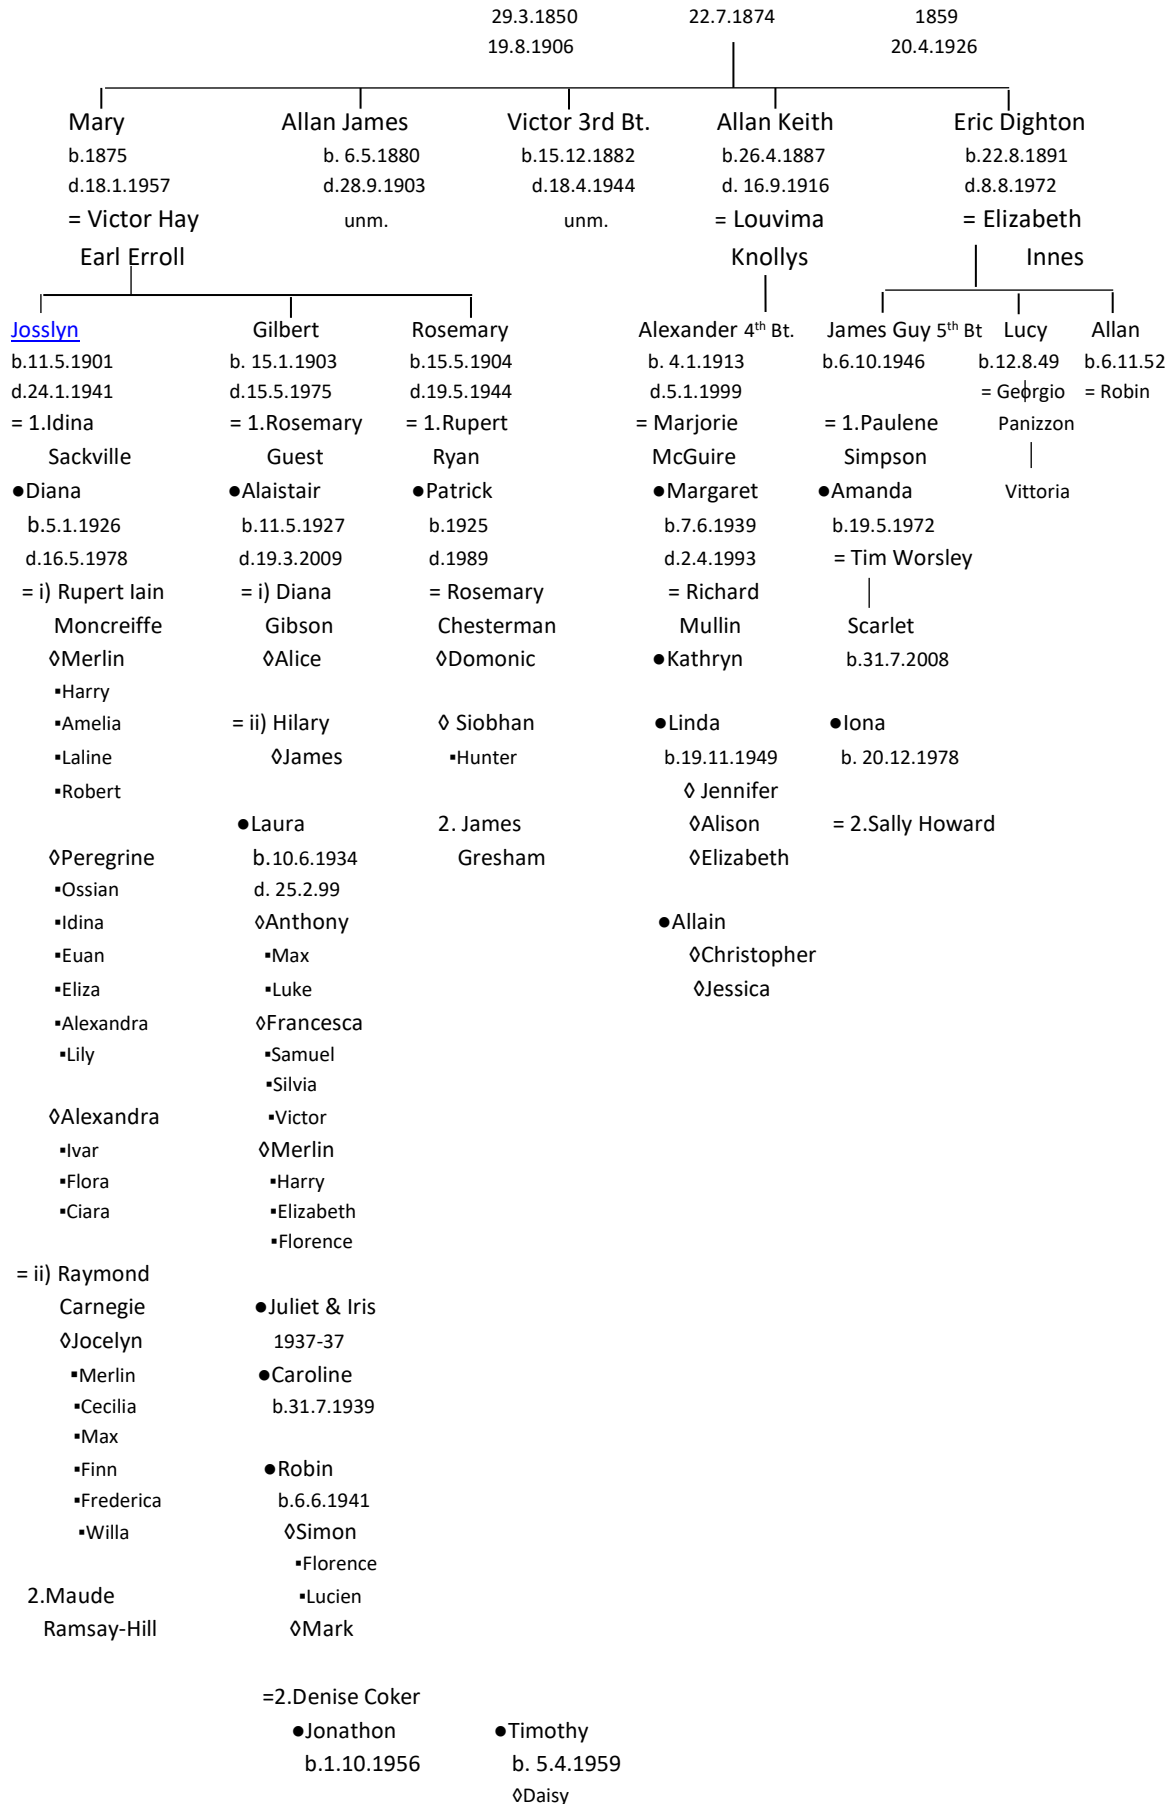 29.3.1850 22.7.1874 1859
19.8.1906 20.4.1926
Mary Allan James Victor 3rd Bt. Allan Keith Eric Dighton
b.1875 b. 6.5.1880 b.15.12.1882 b.26.4.1887 b.22.8.1891
d.18.1.1957 d.28.9.1903 d.18.4.1944 d. 16.9.1916 d.8.8.1972
= Victor Hay unm. unm. = Louvima = Elizabeth
Earl Erroll Knollys Innes
Josslyn Gilbert Rosemary Alexander 4th Bt. James Guy 5th Bt Lucy Allan
b.11.5.1901 b. 15.1.1903 b.15.5.1904 b. 4.1.1913 b.6.10.1946 b.12.8.49 b.6.11.52
d.24.1.1941 d.15.5.1975 d.19.5.1944 d.5.1.1999 = Georgio = Robin
= 1.Idina = 1.Rosemary = 1.Rupert = Marjorie = 1.Paulene Panizzon
Sackville Guest Ryan McGuire Simpson
●Diana ●Alaistair ●Patrick ●Margaret ●Amanda Vittoria
b.5.1.1926 b.11.5.1927 b.1925 b.7.6.1939 b.19.5.1972
d.16.5.1978 d.19.3.2009 d.1989 d.2.4.1993 = Tim Worsley
= i) Rupert Iain = i) Diana = Rosemary = Richard
Moncreiffe Gibson Chesterman Mullin Scarlet
◊Merlin ◊Alice ◊Domonic ●Kathryn b.31.7.2008
▪Harry
▪Amelia = ii) Hilary ◊ Siobhan ●Linda ●Iona
▪Laline ◊James ▪Hunter b.19.11.1949 b. 20.12.1978
▪Robert ◊ Jennifer
●Laura 2. James ◊Alison = 2.Sally Howard
◊Peregrine b.10.6.1934 Gresham ◊Elizabeth
▪Ossian d. 25.2.99
▪Idina ◊Anthony ●Allain
▪Euan ▪Max ◊Christopher
▪Eliza ▪Luke ◊Jessica
▪Alexandra ◊Francesca
▪Lily ▪Samuel
▪Silvia
◊Alexandra ▪Victor
▪Ivar ◊Merlin
▪Flora ▪Harry
▪Ciara ▪Elizabeth
▪Florence
= ii) Raymond
Carnegie ●Juliet & Iris
◊Jocelyn 1937-37
▪Merlin ●Caroline
▪Cecilia b.31.7.1939
▪Max
▪Finn ●Robin
▪Frederica b.6.6.1941
▪Willa ◊Simon
▪Florence
2.Maude ▪Lucien
Ramsay-Hill ◊Mark
=2.Denise Coker
●Jonathon ●Timothy
b.1.10.1956 b. 5.4.1959
◊Daisy